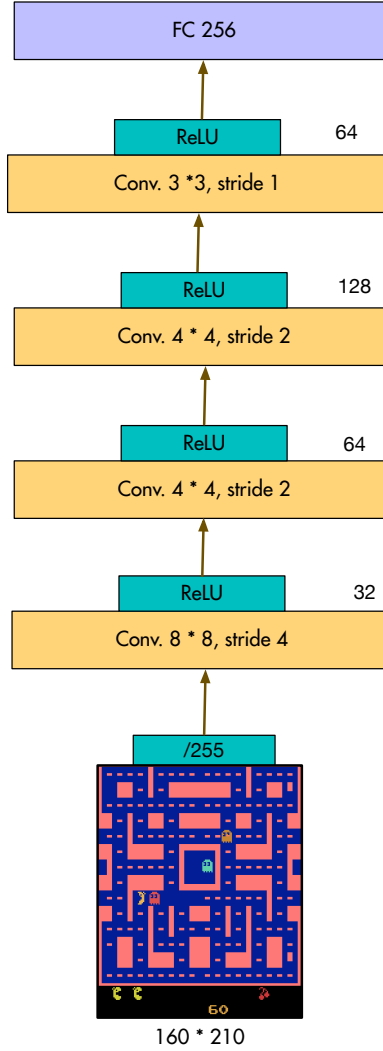 FC 256
ReLU 64
Conv. 3 *3, stride 1
ReLU 128
Conv. 4 * 4, stride 2
ReLU 64
Conv. 4 * 4, stride 2
ReLU 32
Conv. 8 * 8, stride 4
/255
60
160 * 210